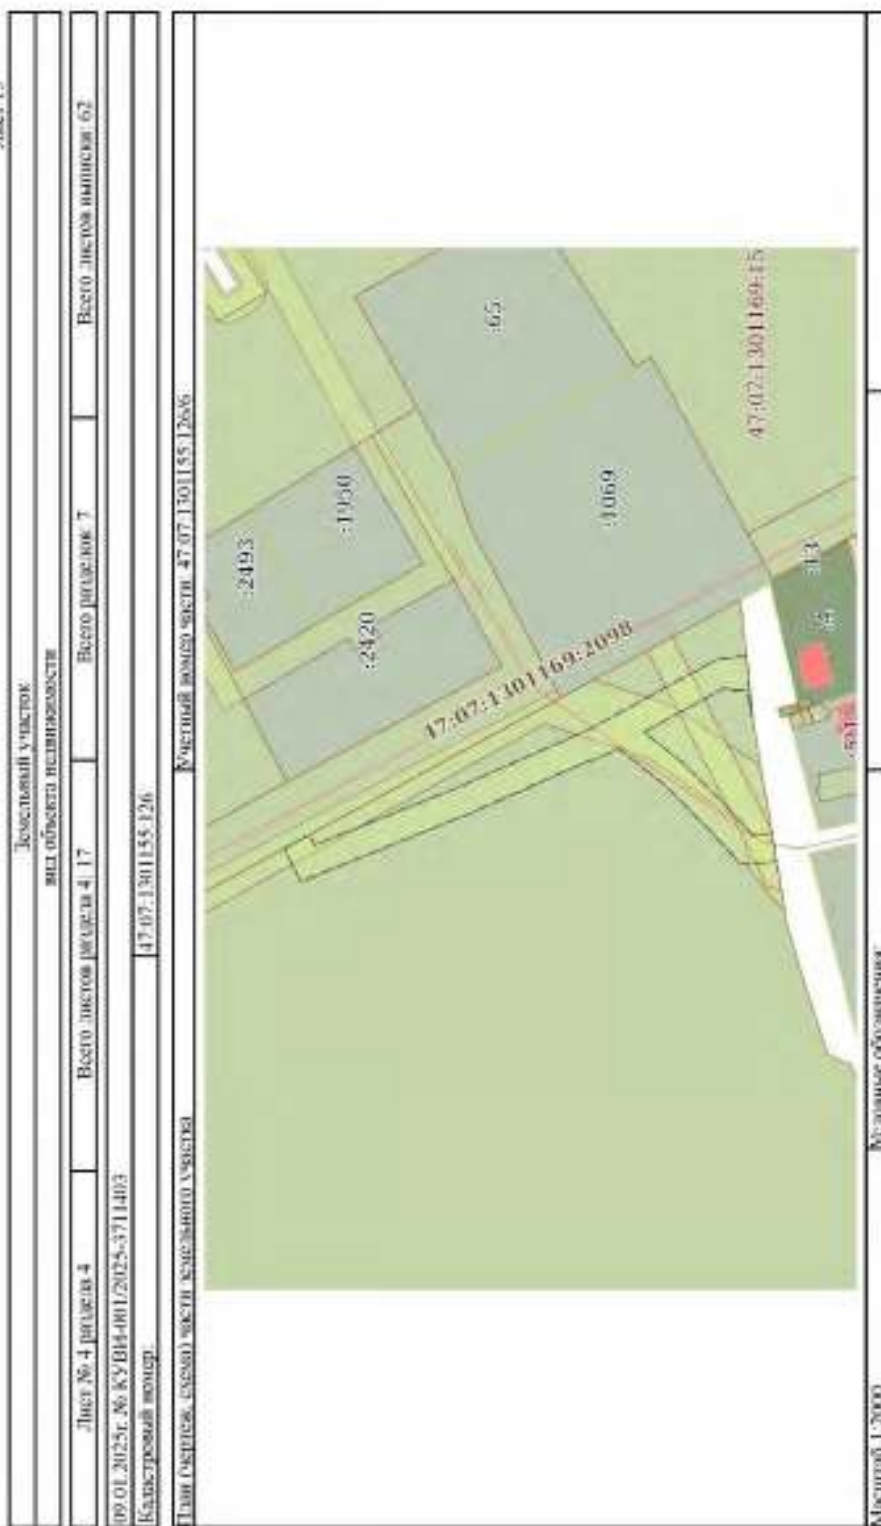 Земельный участок
вид объекта недвижимости
Лист № 4 раздела 4
Всего листов раздела 4: 17
Всего разделов: 7
Всего листов выписки: 62
09.01.2025г. № КУВИ-001/2025-3711403
Кадастровый номер:
47:07:1301155:126
План (чертеж, схема) части земельного участка
Учетный номер части: 47:07:1301155:126/6
:2493
:1950
:2420
:65
:1069
47:07:1301169:2098
47:07:1301169:15
:13
Масштаб 1:2000
Условные обозначения: